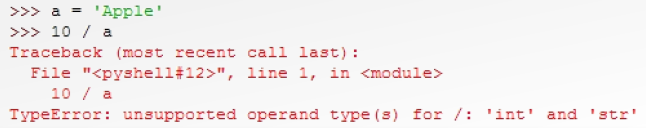 >>> a = 'Apple'
>>> 10 / a
Traceback (most recent call last):
  File "<pyshell#12>", line 1, in <module>
    10 / a
TypeError: unsupported operand type(s) for /: 'int' and 'str'